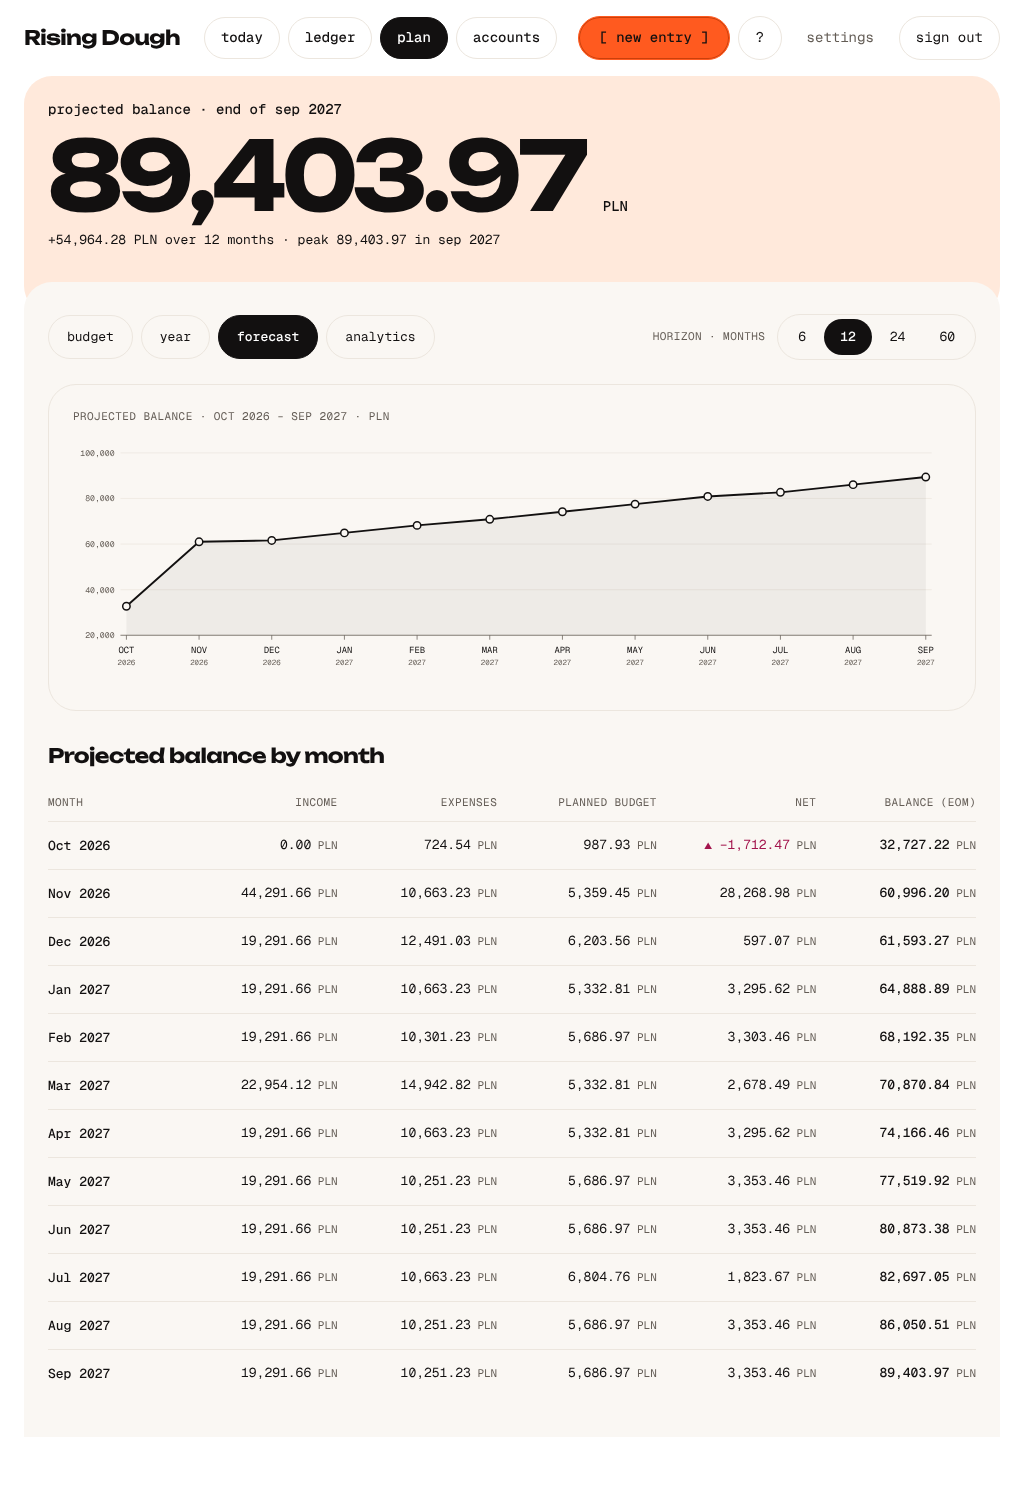 Rising Dough today ledger plan accounts [ new entry ] ? settings sign out
projected balance · end of sep 2027
89,403.97 PLN
+54,964.28 PLN over 12 months · peak 89,403.97 in sep 2027
budget year forecast analytics HORIZON · MONTHS 6 12 24 60
PROJECTED BALANCE · OCT 2026 – SEP 2027 · PLN
100,000
80,000
60,000
40,000
20,000
OCT NOV DEC JAN FEB MAR APR MAY JUN JUL AUG SEP
2026 2026 2026 2027 2027 2027 2027 2027 2027 2027 2027 2027
Projected balance by month
MONTH INCOME EXPENSES PLANNED BUDGET NET BALANCE (EOM)
Oct 2026 0.00 PLN 724.54 PLN 987.93 PLN ▲ −1,712.47 PLN 32,727.22 PLN
Nov 2026 44,291.66 PLN 10,663.23 PLN 5,359.45 PLN 28,268.98 PLN 60,996.20 PLN
Dec 2026 19,291.66 PLN 12,491.03 PLN 6,203.56 PLN 597.07 PLN 61,593.27 PLN
Jan 2027 19,291.66 PLN 10,663.23 PLN 5,332.81 PLN 3,295.62 PLN 64,888.89 PLN
Feb 2027 19,291.66 PLN 10,301.23 PLN 5,686.97 PLN 3,303.46 PLN 68,192.35 PLN
Mar 2027 22,954.12 PLN 14,942.82 PLN 5,332.81 PLN 2,678.49 PLN 70,870.84 PLN
Apr 2027 19,291.66 PLN 10,663.23 PLN 5,332.81 PLN 3,295.62 PLN 74,166.46 PLN
May 2027 19,291.66 PLN 10,251.23 PLN 5,686.97 PLN 3,353.46 PLN 77,519.92 PLN
Jun 2027 19,291.66 PLN 10,251.23 PLN 5,686.97 PLN 3,353.46 PLN 80,873.38 PLN
Jul 2027 19,291.66 PLN 10,663.23 PLN 6,804.76 PLN 1,823.67 PLN 82,697.05 PLN
Aug 2027 19,291.66 PLN 10,251.23 PLN 5,686.97 PLN 3,353.46 PLN 86,050.51 PLN
Sep 2027 19,291.66 PLN 10,251.23 PLN 5,686.97 PLN 3,353.46 PLN 89,403.97 PLN